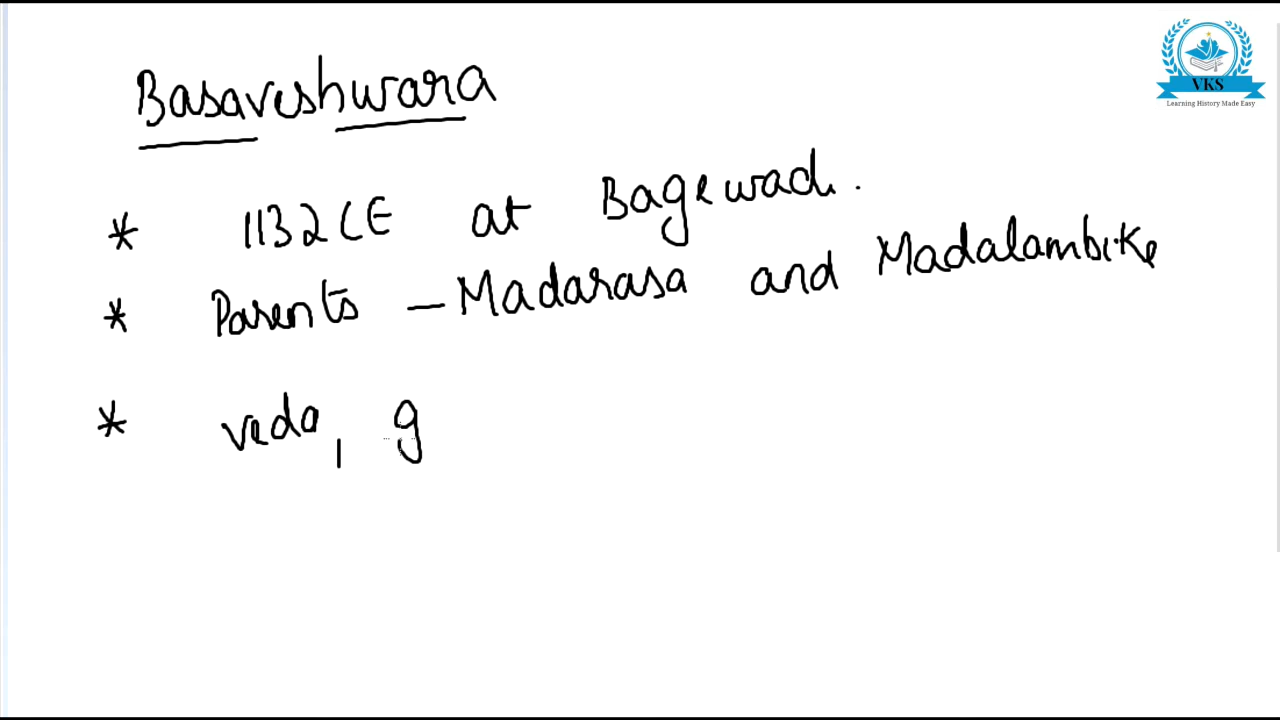 Basaveshwara
VKS
Learning History Made Easy
* 1132 CE at Bagewadi.
* Parents - Madarasa and Madalambike
* veda, g